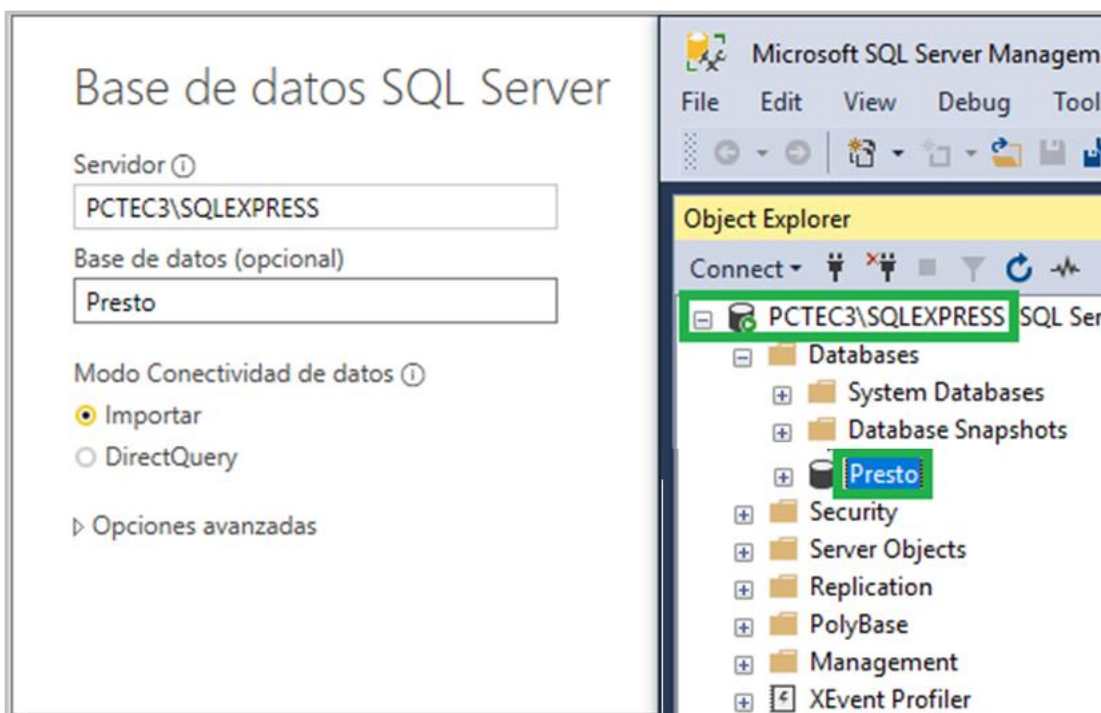 Base de datos SQL Server
Servidor
PCTEC3\SQLEXPRESS
Base de datos (opcional)
Presto
Modo Conectividad de datos
Importar
DirectQuery
Opciones avanzadas
Microsoft SQL Server Managem
File Edit View Debug Tool
Object Explorer
Connect
PCTEC3\SQLEXPRESS SQL Ser
Databases
System Databases
Database Snapshots
Presto
Security
Server Objects
Replication
PolyBase
Management
XEvent Profiler